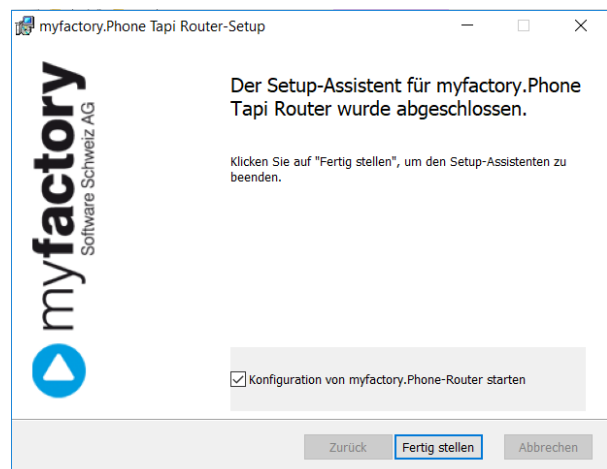 myfactory.Phone Tapi Router-Setup
myfactory
Software Schweiz AG
Der Setup-Assistent für myfactory.Phone
Tapi Router wurde abgeschlossen.
Klicken Sie auf "Fertig stellen", um den Setup-Assistenten zu
beenden.
Konfiguration von myfactory.Phone-Router starten
Zurück
Fertig stellen
Abbrechen